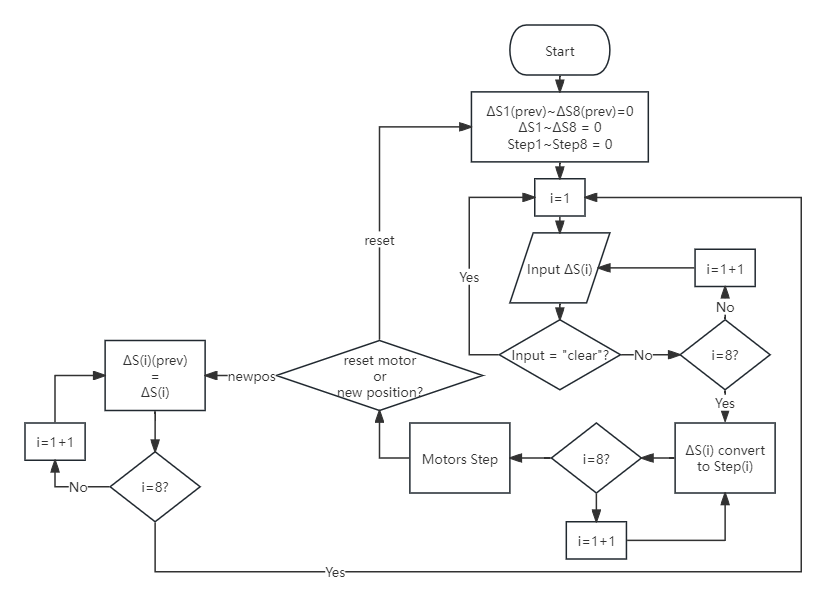 Start
ΔS1(prev)~ΔS8(prev)=0
ΔS1~ΔS8 = 0
Step1~Step8 = 0
i=1
reset
Input ΔS(i)
i=1+1
Yes
No
Input = "clear"?
No
i=8?
ΔS(i)(prev)
=
ΔS(i)
newpos
reset motor
or
new position?
Yes
i=1+1
Motors Step
i=8?
ΔS(i) convert
to Step(i)
No
i=8?
i=1+1
Yes